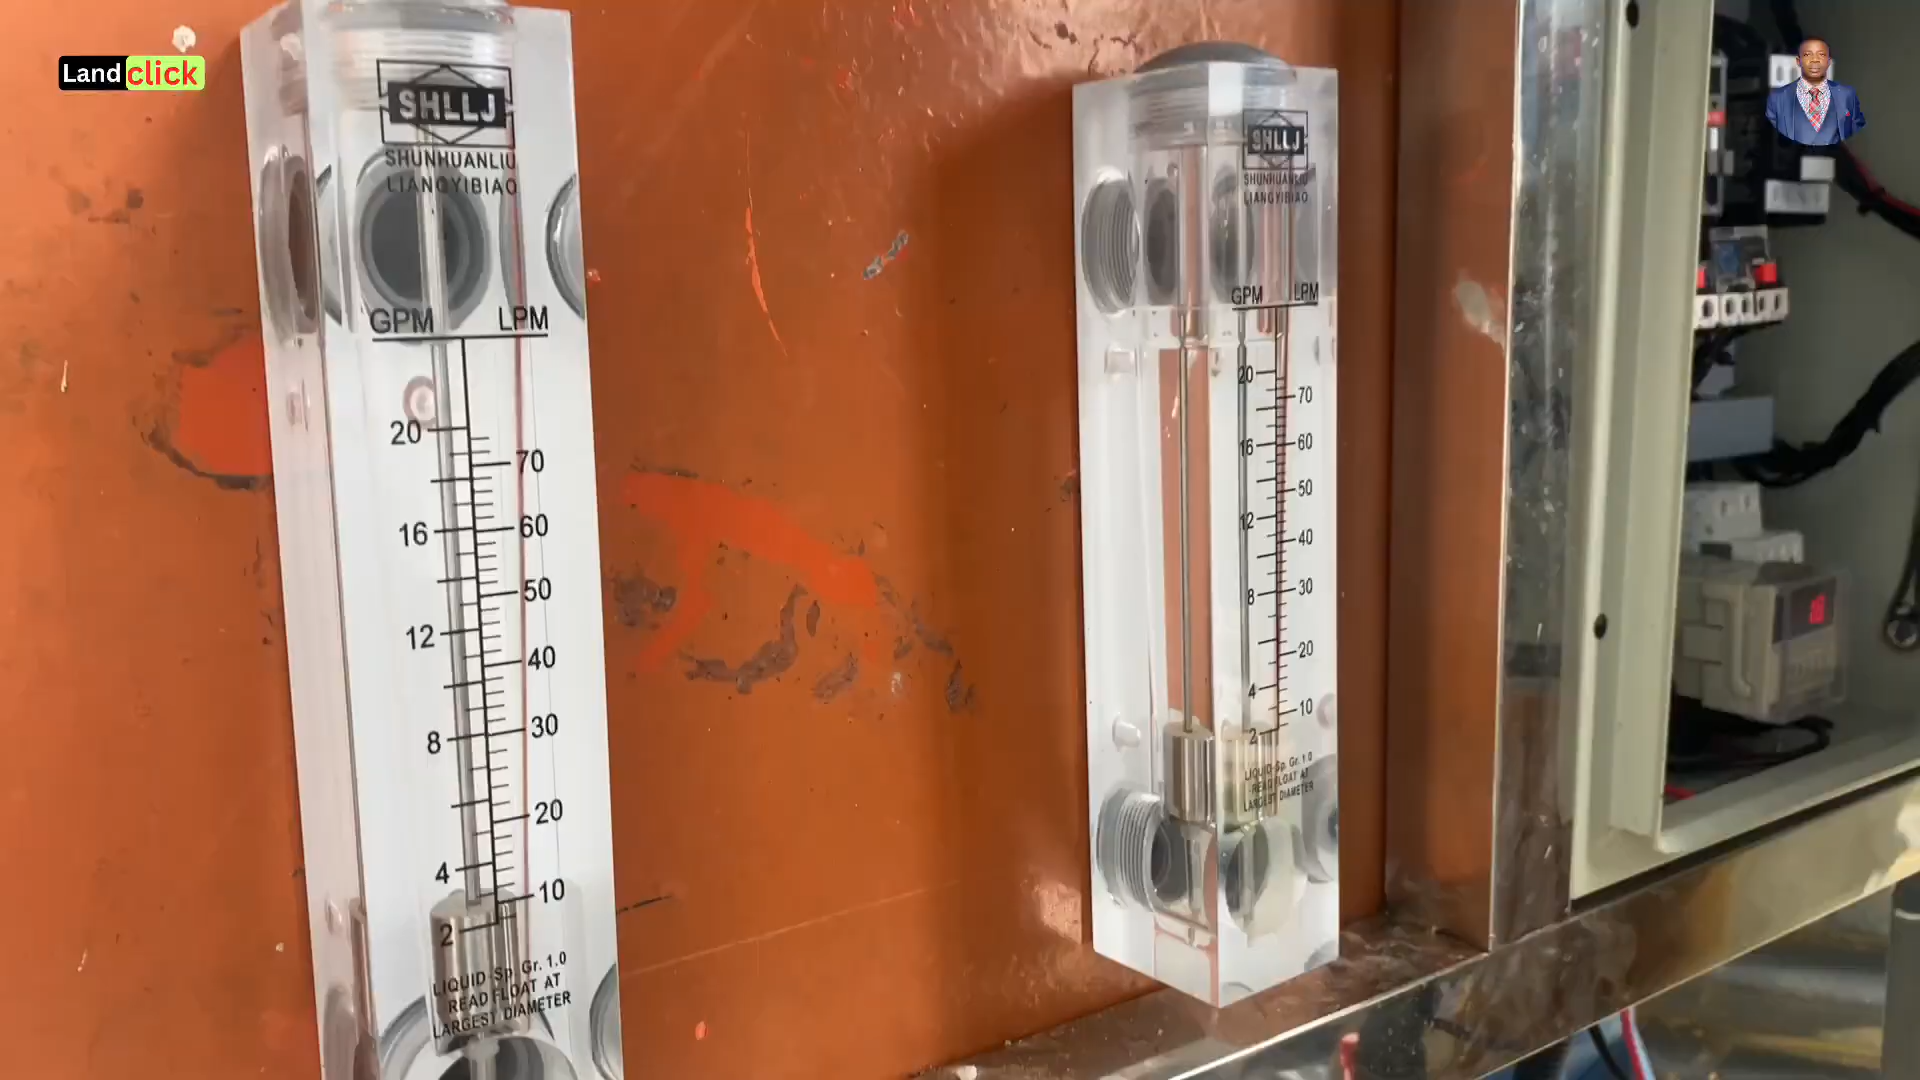 Land click
SHLLJ
SHUNHUANLIU
LIANGYIBIAO
GPM LPM
20
70
16
60
50
12
40
8
30
20
4
10
2
LIQUID-Sp. Gr. 1.0
READ FLOAT AT
LARGEST DIAMETER
SHLLJ
SHUNHUANLIU
LIANGYIBIAO
GPM LPM
20
70
16
60
50
12
40
8
30
20
4
10
2
LIQUID-Sp. Gr. 1.0
READ FLOAT AT
LARGEST DIAMETER